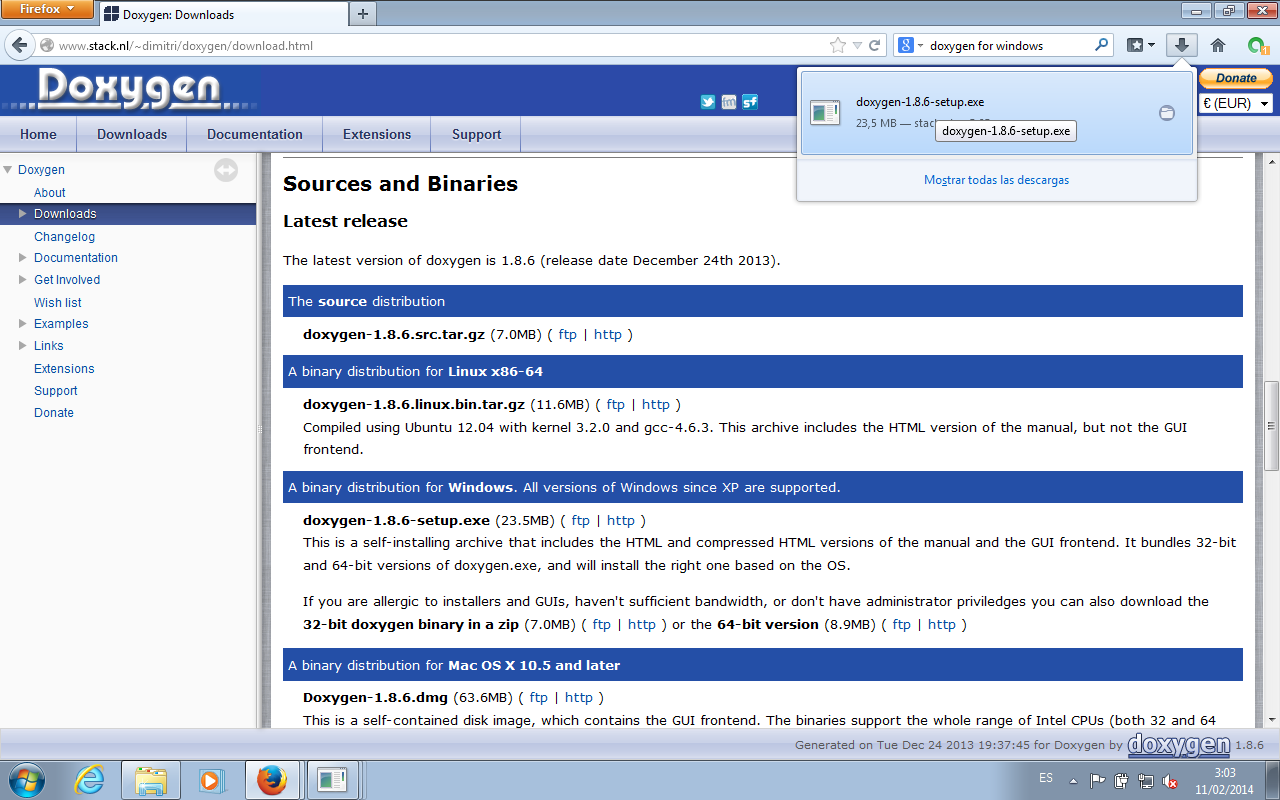 Firefox
Doxygen: Downloads
www.stack.nl/~dimitri/doxygen/download.html
doxygen for windows
Doxygen
doxygen-1.8.6-setup.exe
23,5 MB — stack
doxygen-1.8.6-setup.exe
Mostrar todas las descargas
Donate
€ (EUR)
Home
Downloads
Documentation
Extensions
Support
Doxygen
About
Downloads
Changelog
Documentation
Get Involved
Wish list
Examples
Links
Extensions
Support
Donate
Sources and Binaries
Latest release
The latest version of doxygen is 1.8.6 (release date December 24th 2013).
The source distribution
doxygen-1.8.6.src.tar.gz (7.0MB) ( ftp | http )
A binary distribution for Linux x86-64
doxygen-1.8.6.linux.bin.tar.gz (11.6MB) ( ftp | http )
Compiled using Ubuntu 12.04 with kernel 3.2.0 and gcc-4.6.3. This archive includes the HTML version of the manual, but not the GUI
frontend.
A binary distribution for Windows. All versions of Windows since XP are supported.
doxygen-1.8.6-setup.exe (23.5MB) ( ftp | http )
This is a self-installing archive that includes the HTML and compressed HTML versions of the manual and the GUI frontend. It bundles 32-bit
and 64-bit versions of doxygen.exe, and will install the right one based on the OS.
If you are allergic to installers and GUIs, haven't sufficient bandwidth, or don't have administrator priviledges you can also download the
32-bit doxygen binary in a zip (7.0MB) ( ftp | http ) or the 64-bit version (8.9MB) ( ftp | http )
A binary distribution for Mac OS X 10.5 and later
Doxygen-1.8.6.dmg (63.6MB) ( ftp | http )
This is a self-contained disk image, which contains the GUI frontend. The binaries support the whole range of Intel CPUs (both 32 and 64
Generated on Tue Dec 24 2013 19:37:45 for Doxygen by doxygen 1.8.6
ES
3:03
11/02/2014